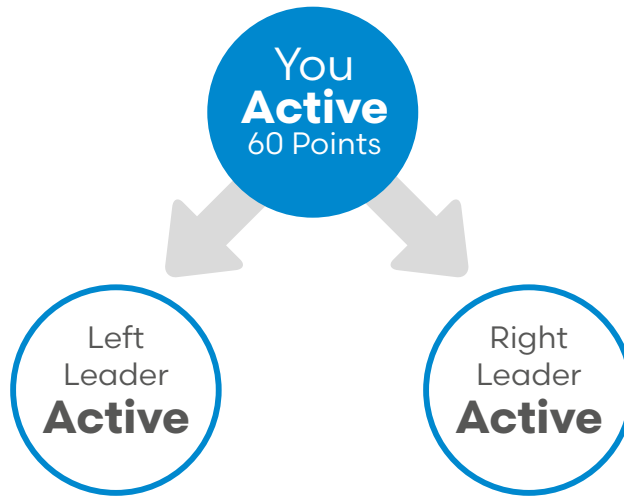 You
Active
60 Points
Left
Leader
Active
Right
Leader
Active